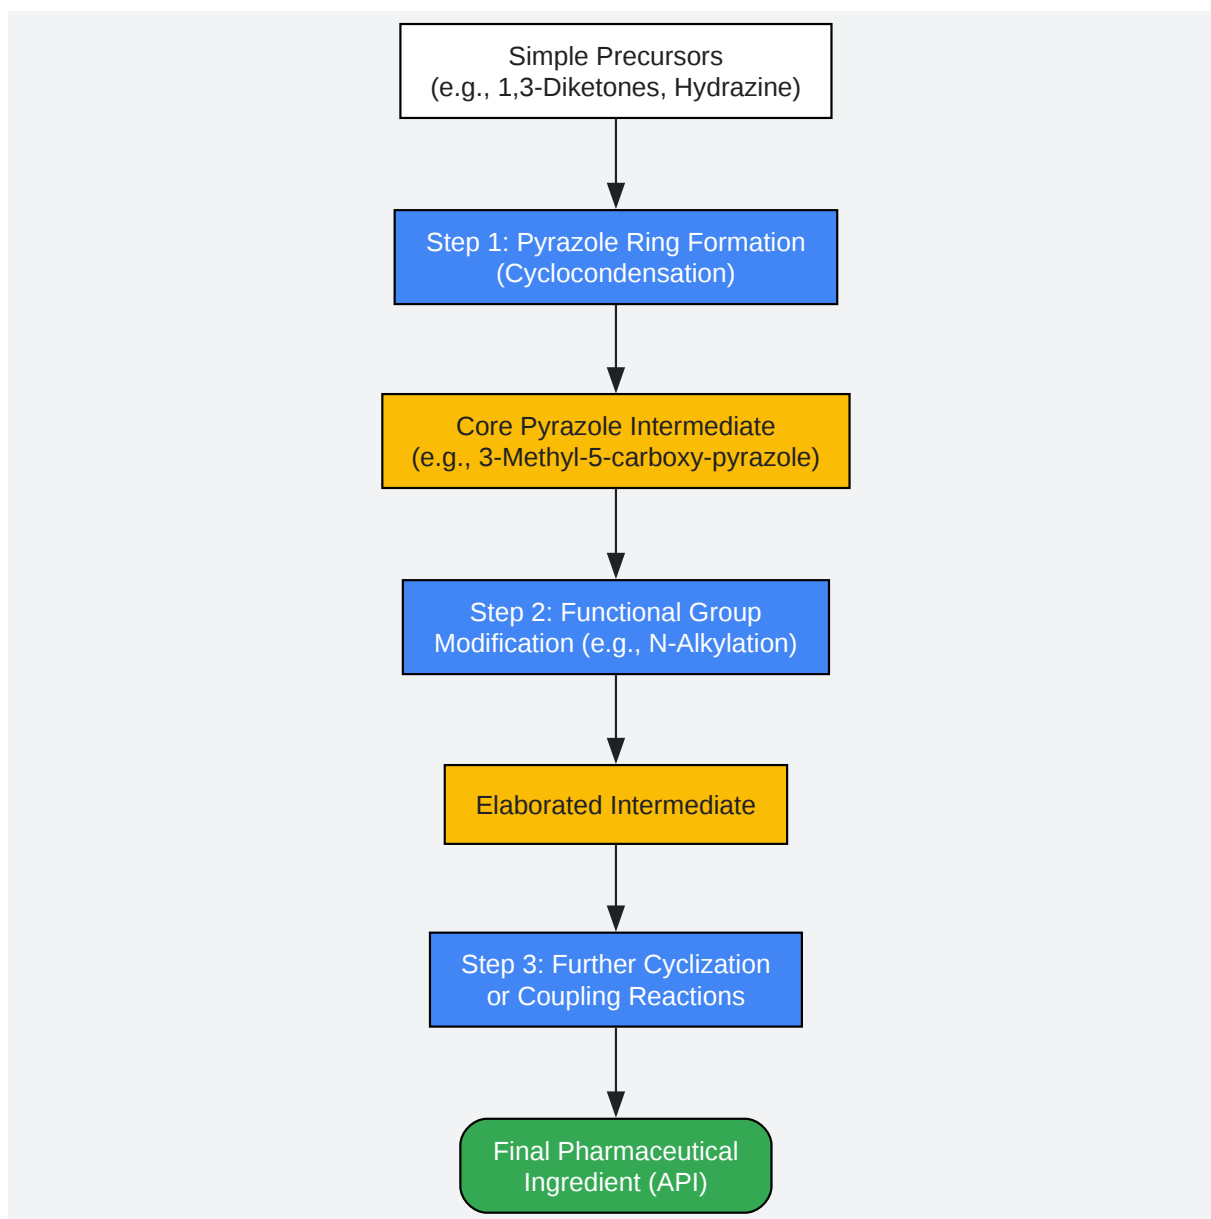 Simple Precursors
(e.g., 1,3-Diketones, Hydrazine)
Step 1: Pyrazole Ring Formation
(Cyclocondensation)
Core Pyrazole Intermediate
(e.g., 3-Methyl-5-carboxy-pyrazole)
Step 2: Functional Group
Modification (e.g., N-Alkylation)
Elaborated Intermediate
Step 3: Further Cyclization
or Coupling Reactions
Final Pharmaceutical
Ingredient (API)